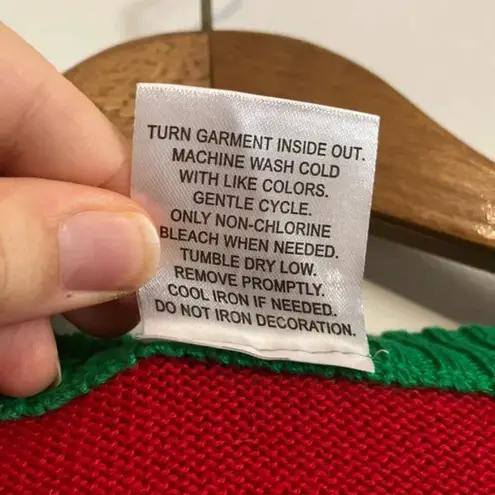 TURN GARMENT INSIDE OUT.
MACHINE WASH COLD
WITH LIKE COLORS.
GENTLE CYCLE.
ONLY NON-CHLORINE
BLEACH WHEN NEEDED.
TUMBLE DRY LOW.
REMOVE PROMPTLY.
COOL IRON IF NEEDED.
DO NOT IRON DECORATION.